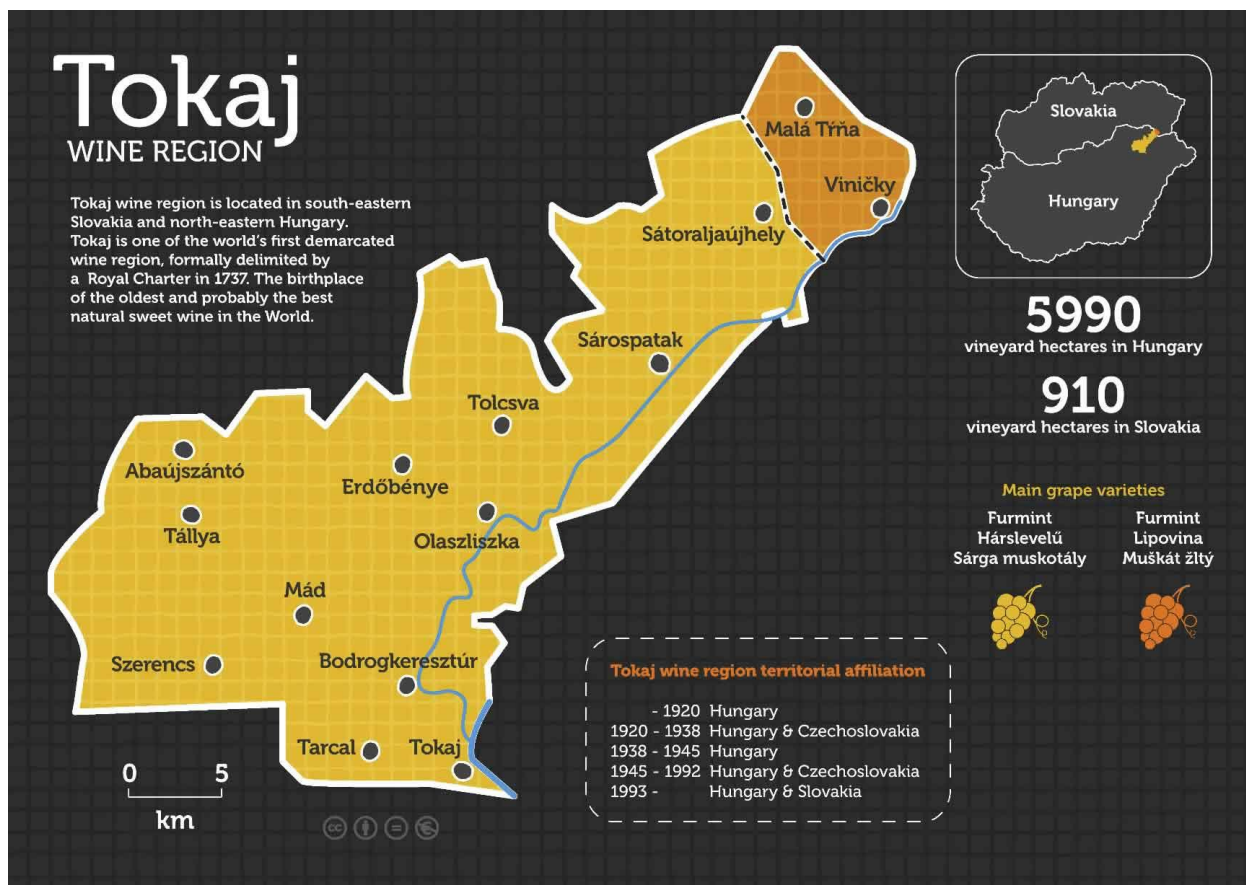 Tokaj
WINE REGION
Tokaj wine region is located in south-eastern
Slovakia and north-eastern Hungary.
Tokaj is one of the world's first demarcated
wine region, formally delimited by
a Royal Charter in 1737. The birthplace
of the oldest and probably the best
natural sweet wine in the World.
Malá Tŕňa
Viničky
Sátoraljaújhely
Sárospatak
Tolcsva
Abaújszántó
Erdőbénye
Tállya
Olaszliszka
Mád
Szerencs
Bodrogkeresztúr
Tarcal
Tokaj
0 5
km
cc
Slovakia
Hungary
5990
vineyard hectares in Hungary
910
vineyard hectares in Slovakia
Main grape varieties
Furmint
Hárslevelű
Sárga muskotály
Furmint
Lipovina
Muškát žltý
Tokaj wine region territorial affiliation
- 1920 Hungary
1920 - 1938 Hungary & Czechoslovakia
1938 - 1945 Hungary
1945 - 1992 Hungary & Czechoslovakia
1993 - Hungary & Slovakia